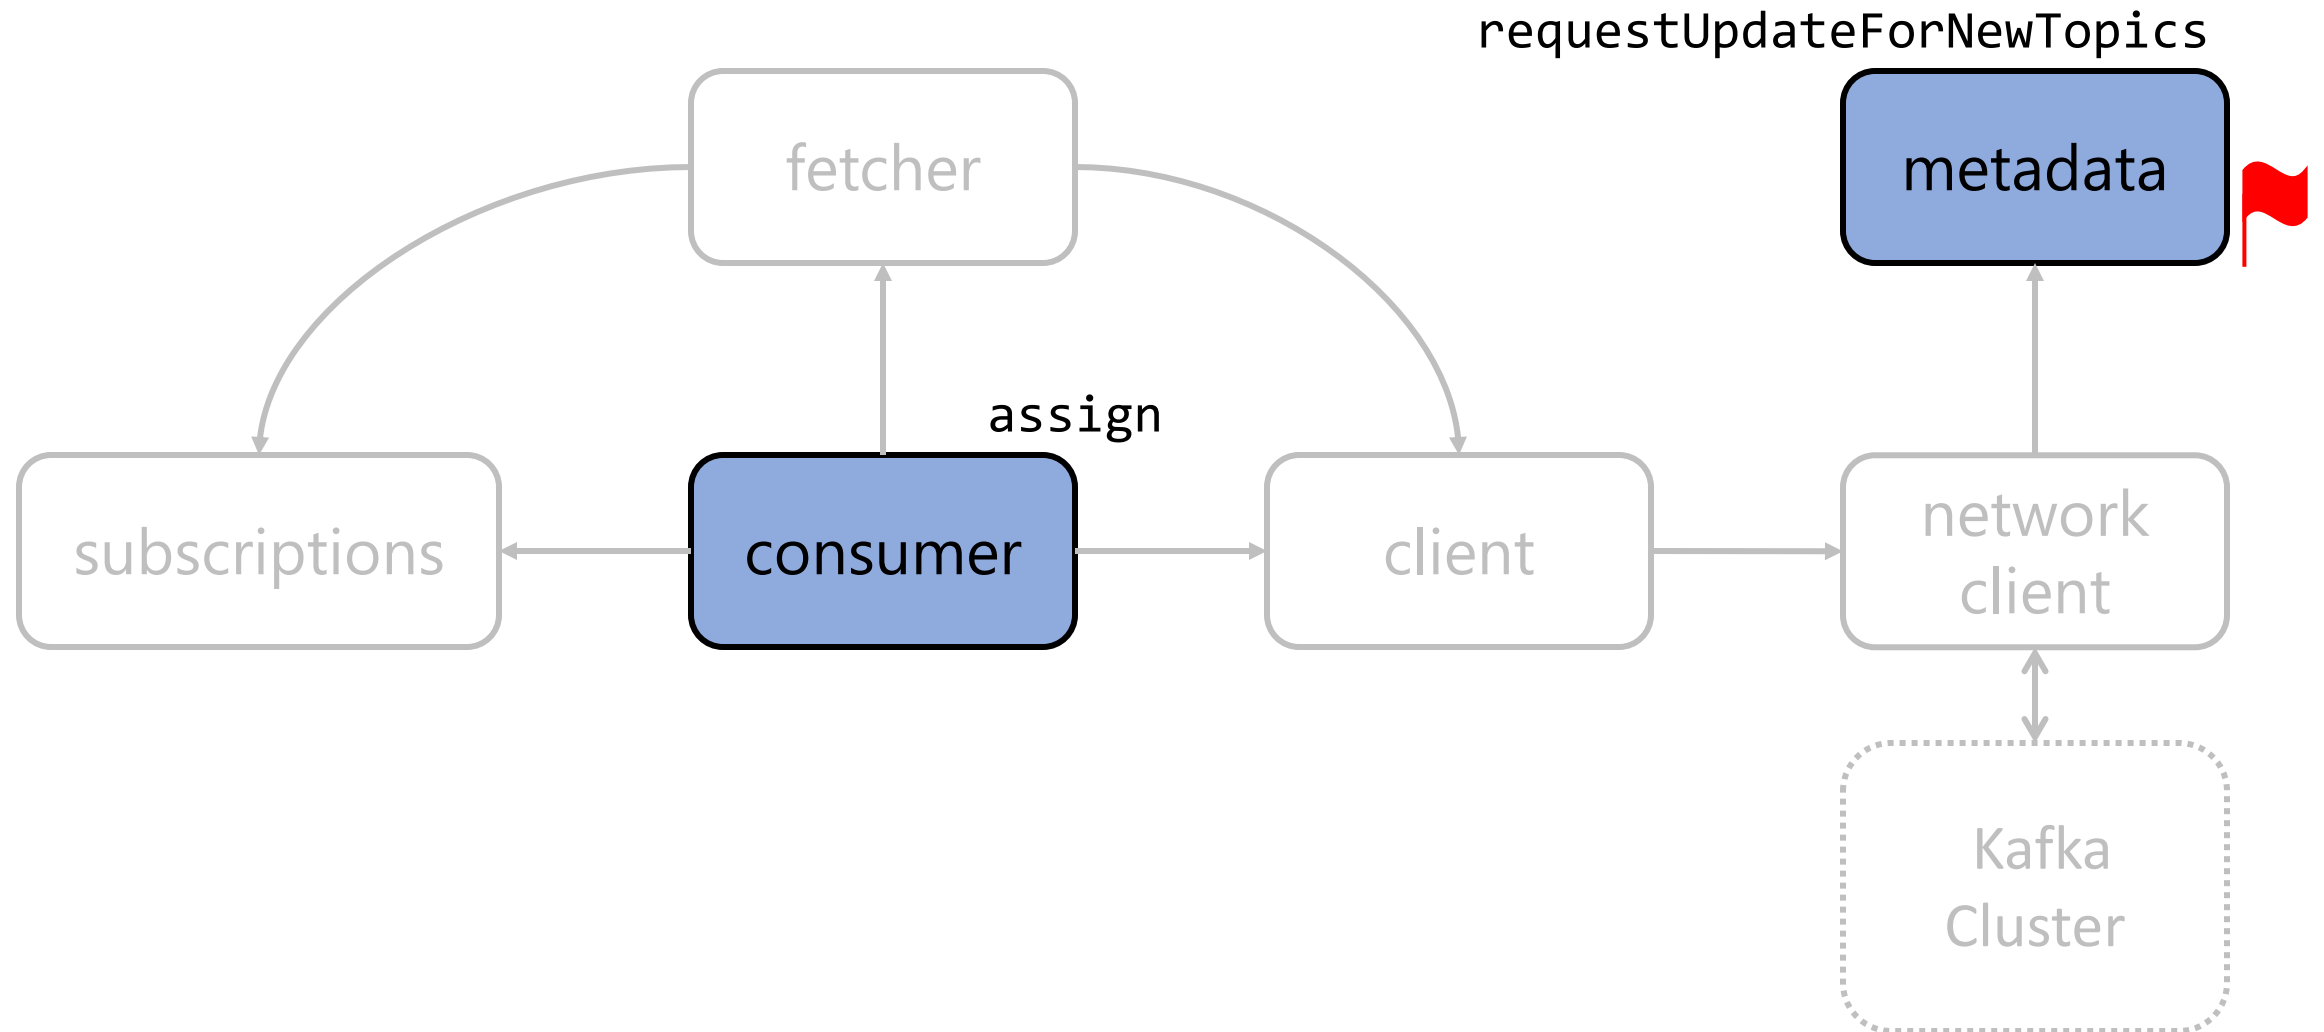 requestUpdateForNewTopics
fetcher
metadata
assign
subscriptions
consumer
client
network
client
Kafka
Cluster